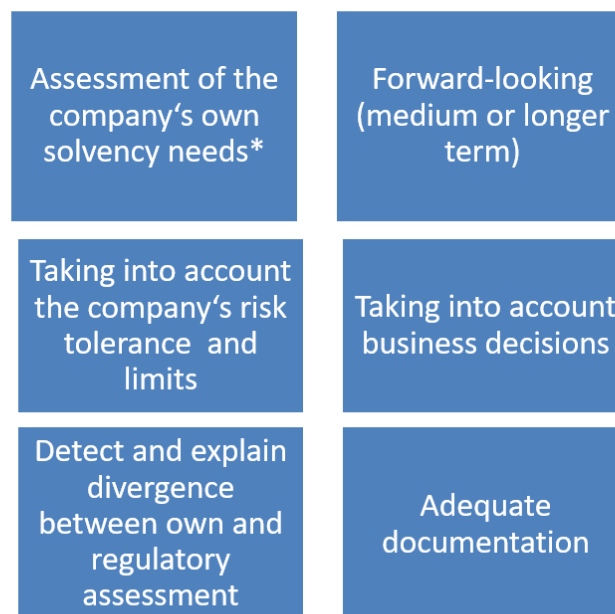 Assessment of the
company‘s own
solvency needs*
Forward-looking
(medium or longer
term)
Taking into account
the company‘s risk
tolerance and
limits
Taking into account
business decisions
Detect and explain
divergence
between own and
regulatory
assessment
Adequate
documentation